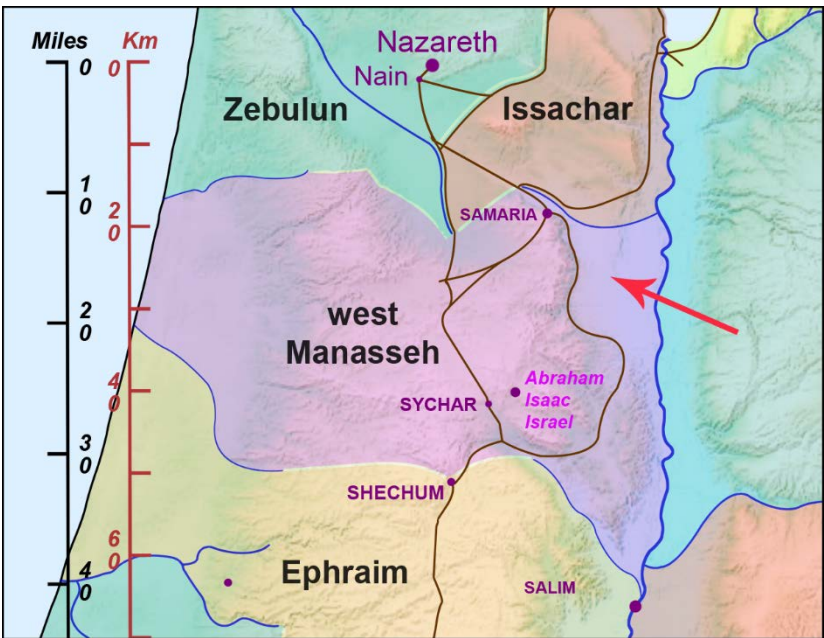 Miles Km
0 0
Nazareth
Nain
Zebulun
Issachar
1
0
2
0
SAMARIA
2
0
west
Manasseh
4
0
SYCHAR
Abraham
Isaac
Israel
3
0
SHECHUM
6
0
4
0
Ephraim
SALIM